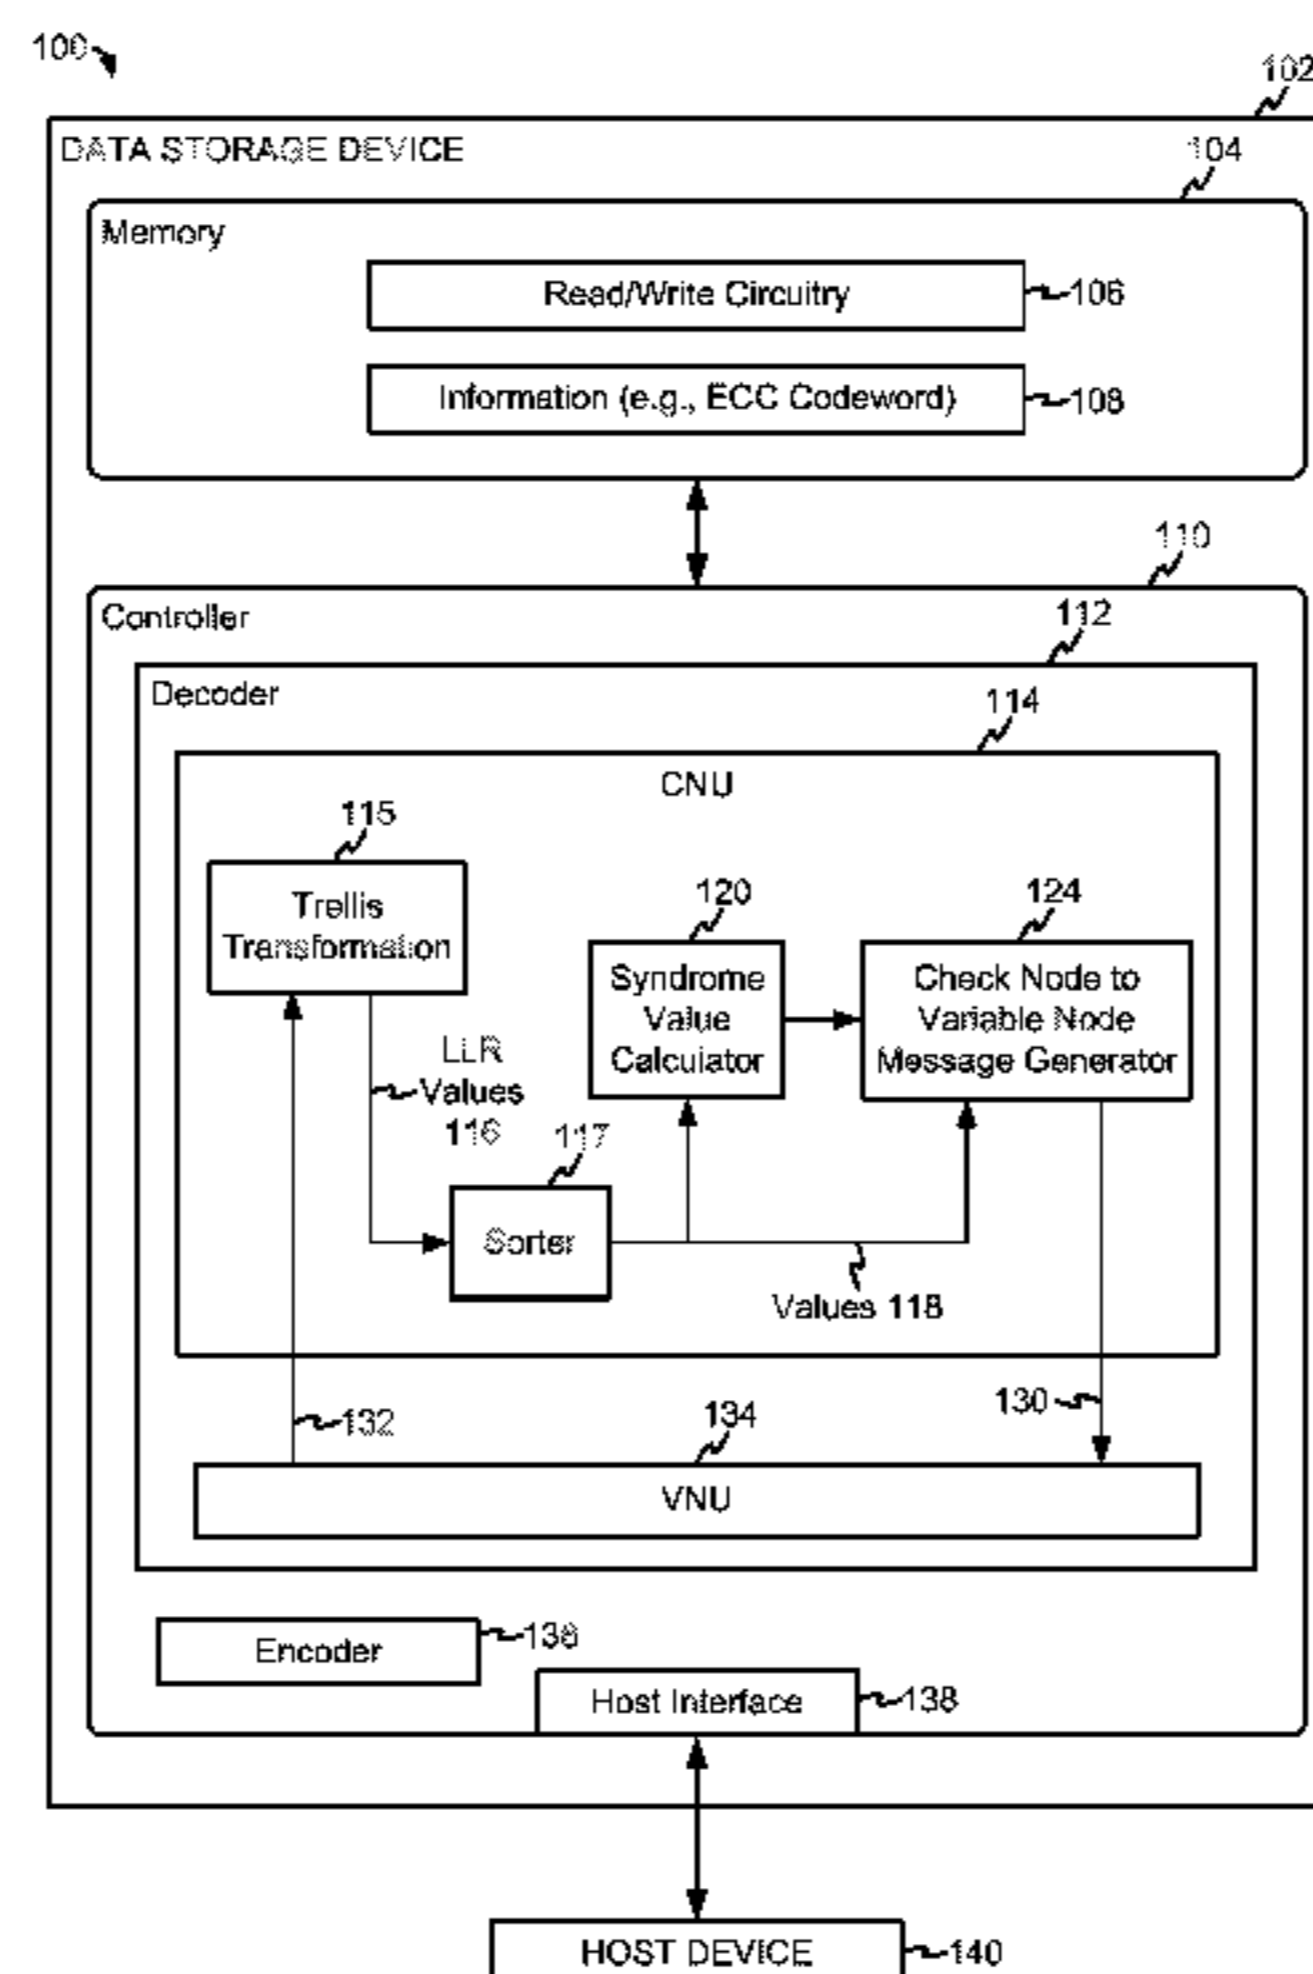 100
102
DATA STORAGE DEVICE
104
Memory
Read/Write Circuitry
106
Information (e.g., ECC Codeword)
108
110
Controller
112
Decoder
114
CNU
115
Trellis
Transformation
120
Syndrome
Value
Calculator
124
Check Node to
Variable Node
Message Generator
LLR
Values
116
117
Sorter
Values 118
132
134
130
VNU
Encoder
136
Host Interface
138
HOST DEVICE
140